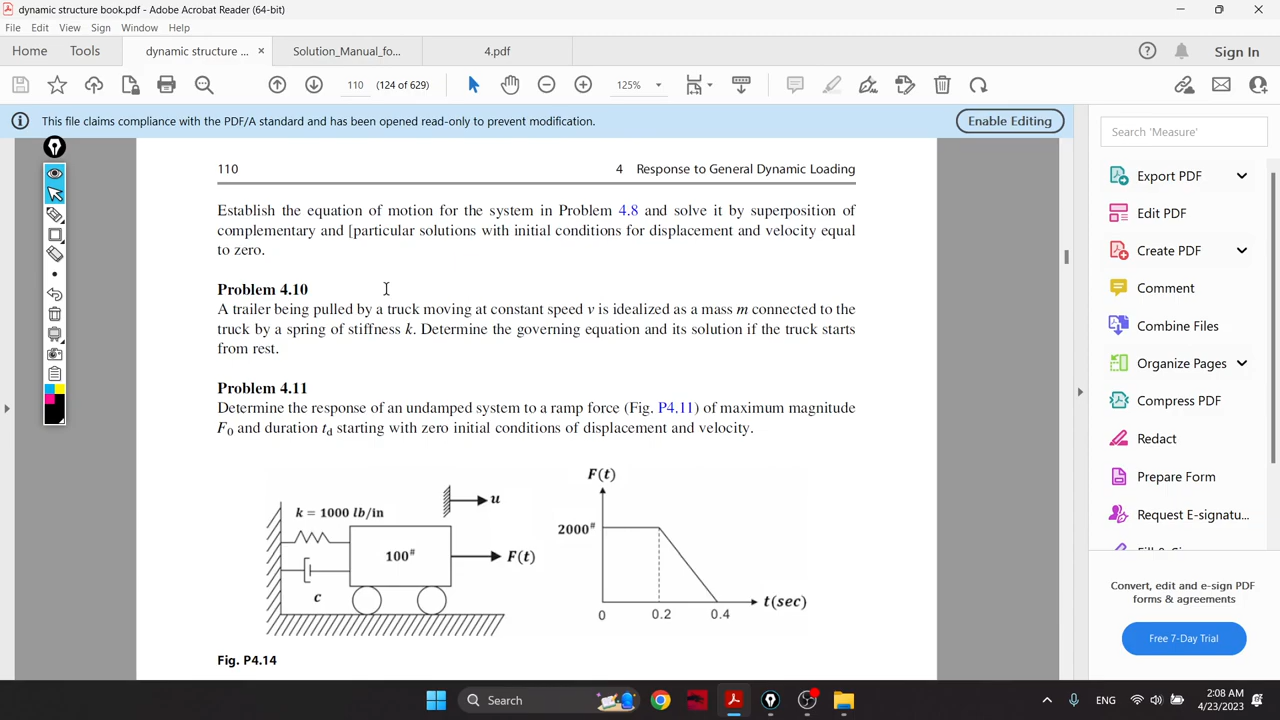 dynamic structure book.pdf - Adobe Acrobat Reader (64-bit)
File Edit View Sign Window Help
Home Tools dynamic structure ... × Solution_Manual_fo... 4.pdf Sign In
110 (124 of 629) 125%
This file claims compliance with the PDF/A standard and has been opened read-only to prevent modification. Enable Editing
110 4 Response to General Dynamic Loading
Establish the equation of motion for the system in Problem 4.8 and solve it by superposition of
complementary and [particular solutions with initial conditions for displacement and velocity equal
to zero.
Problem 4.10
A trailer being pulled by a truck moving at constant speed v is idealized as a mass m connected to the
truck by a spring of stiffness k. Determine the governing equation and its solution if the truck starts
from rest.
Problem 4.11
Determine the response of an undamped system to a ramp force (Fig. P4.11) of maximum magnitude
F₀ and duration t_d starting with zero initial conditions of displacement and velocity.
k = 1000 lb/in
u
100#
F(t)
c
F(t)
2000#
t(sec)
0 0.2 0.4
Fig. P4.14
Search 'Measure'
Export PDF
Edit PDF
Create PDF
Comment
Combine Files
Organize Pages
Compress PDF
Redact
Prepare Form
Request E-signatu...
Convert, edit and e-sign PDF
forms & agreements
Free 7-Day Trial
Search
ENG
2:08 AM
4/23/2023